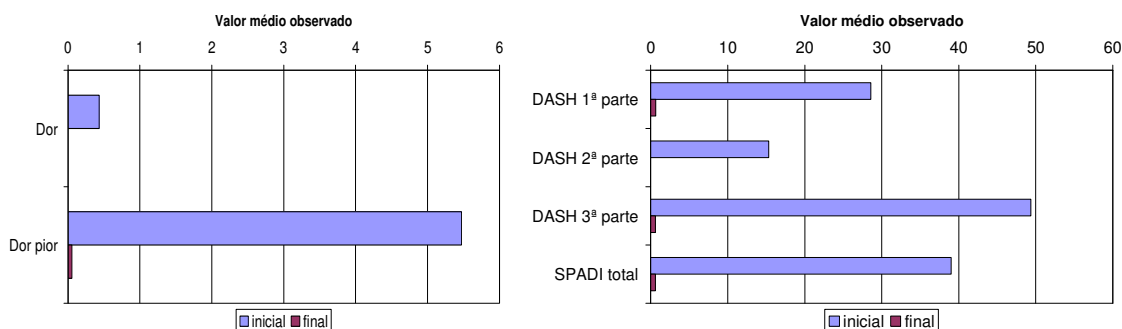 Valor médio observado
0 1 2 3 4 5 6
Dor
Dor pior
inicial final
Valor médio observado
0 10 20 30 40 50 60
DASH 1ª parte
DASH 2ª parte
DASH 3ª parte
SPADI total
inicial final